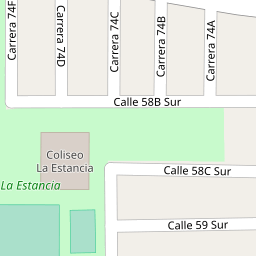 Carrera 74F
Carrera 74D
Carrera 74C
Carrera 74B
Carrera 74A
Calle 58B Sur
Coliseo
La Estancia
Calle 58C Sur
La Estancia
Calle 59 Sur